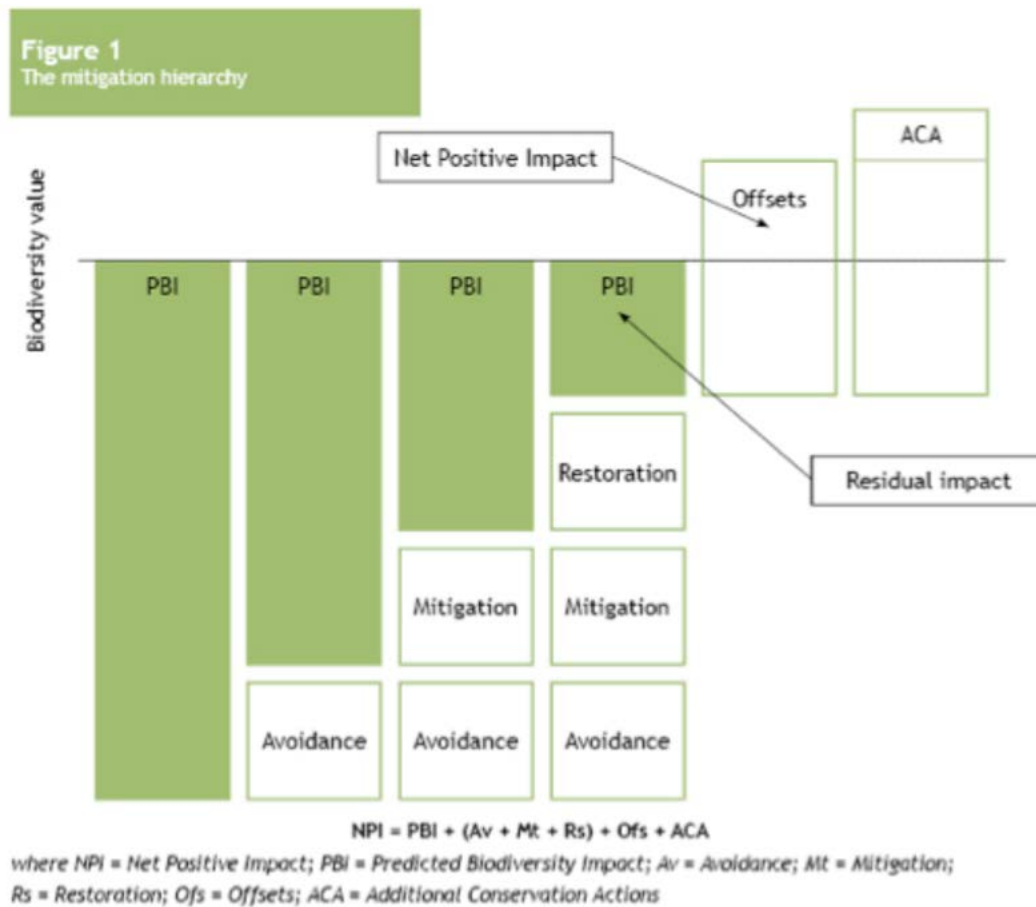 Figure 1
The mitigation hierarchy
Biodiversity value
Net Positive Impact
ACA
Offsets
PBI
PBI
PBI
PBI
Restoration
Residual impact
Mitigation
Mitigation
Avoidance
Avoidance
Avoidance
NPI = PBI + (Av + Mt + Rs) + Ofs + ACA
where NPI = Net Positive Impact; PBI = Predicted Biodiversity Impact; Av = Avoidance; Mt = Mitigation;
Rs = Restoration; Ofs = Offsets; ACA = Additional Conservation Actions